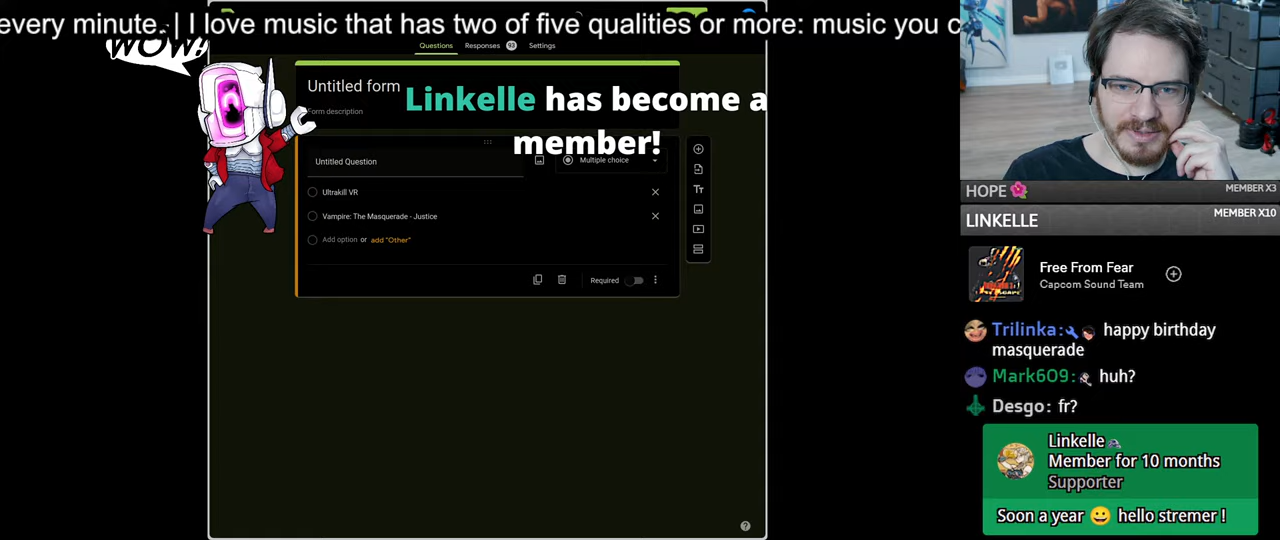 every minute. | I love music that has two of five qualities or more: music you c
WOW!
Questions Responses 93 Settings
Untitled form
Form description
Linkelle has become a
member!
Untitled Question
Multiple choice
Ultrakill VR
Vampire: The Masquerade - Justice
Add option or add "Other"
Required
HOPE🌺 MEMBER X3
LINKELLE MEMBER X10
Free From Fear
Capcom Sound Team
Trilinka: happy birthday
masquerade
Mark609: huh?
Desgo: fr?
Linkelle
Member for 10 months
Supporter
Soon a year 😀 hello stremer !